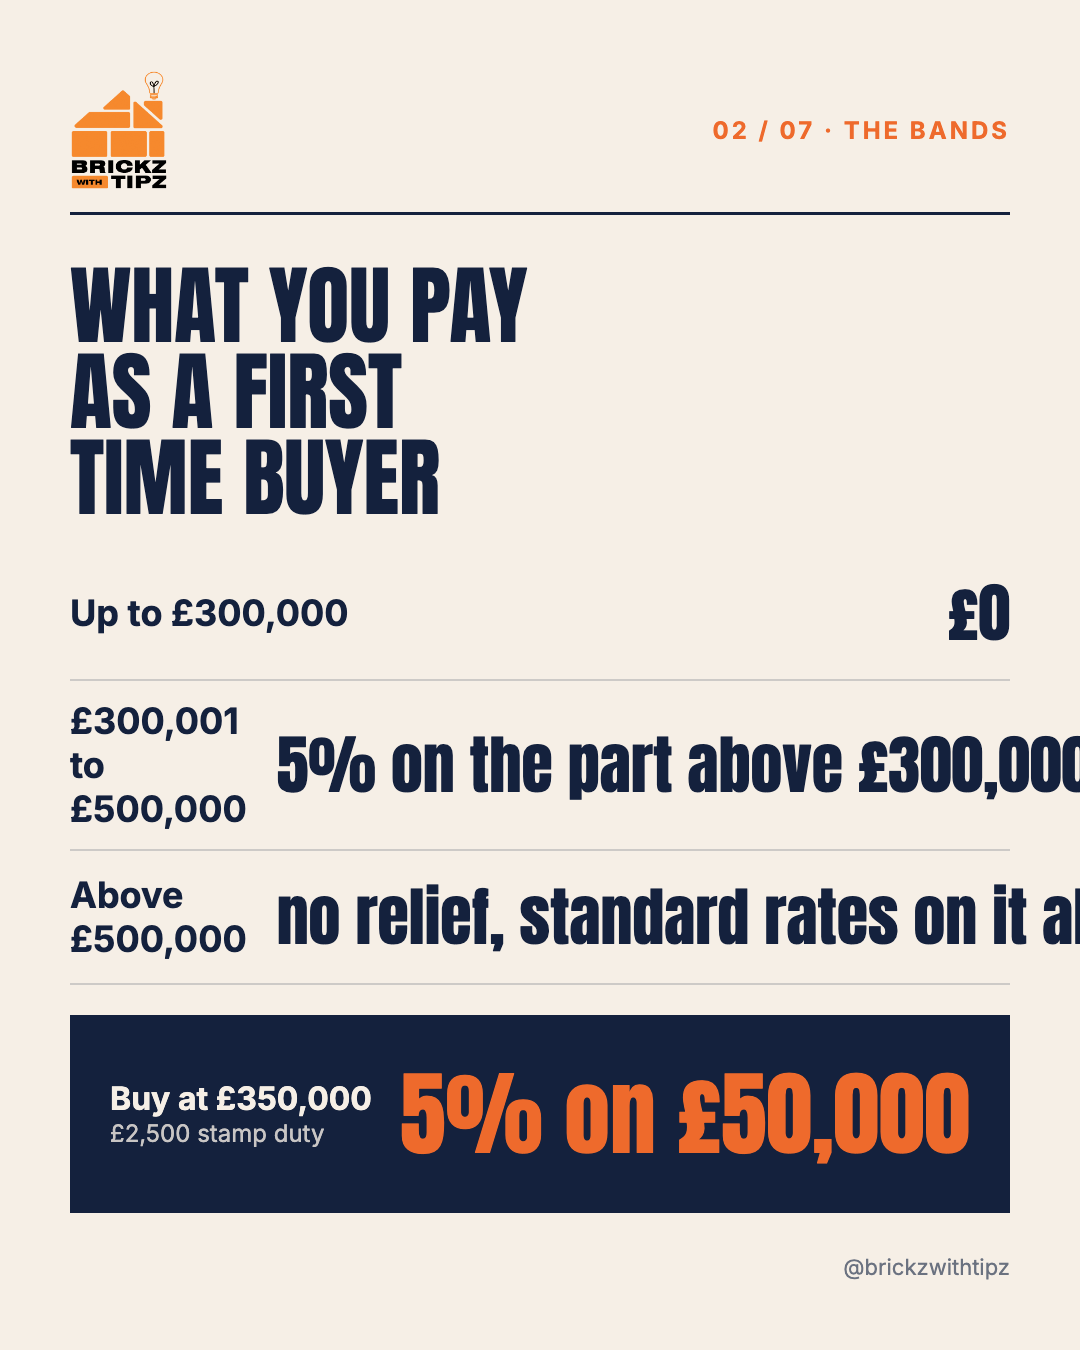 BRICKZ
WITH TIPZ
02 / 07 · THE BANDS
WHAT YOU PAY
AS A FIRST
TIME BUYER
Up to £300,000
£0
£300,001
to
£500,000
5% on the part above £300,000
Above
£500,000
no relief, standard rates on it
Buy at £350,000
£2,500 stamp duty
5% on £50,000
@brickzwithtipz